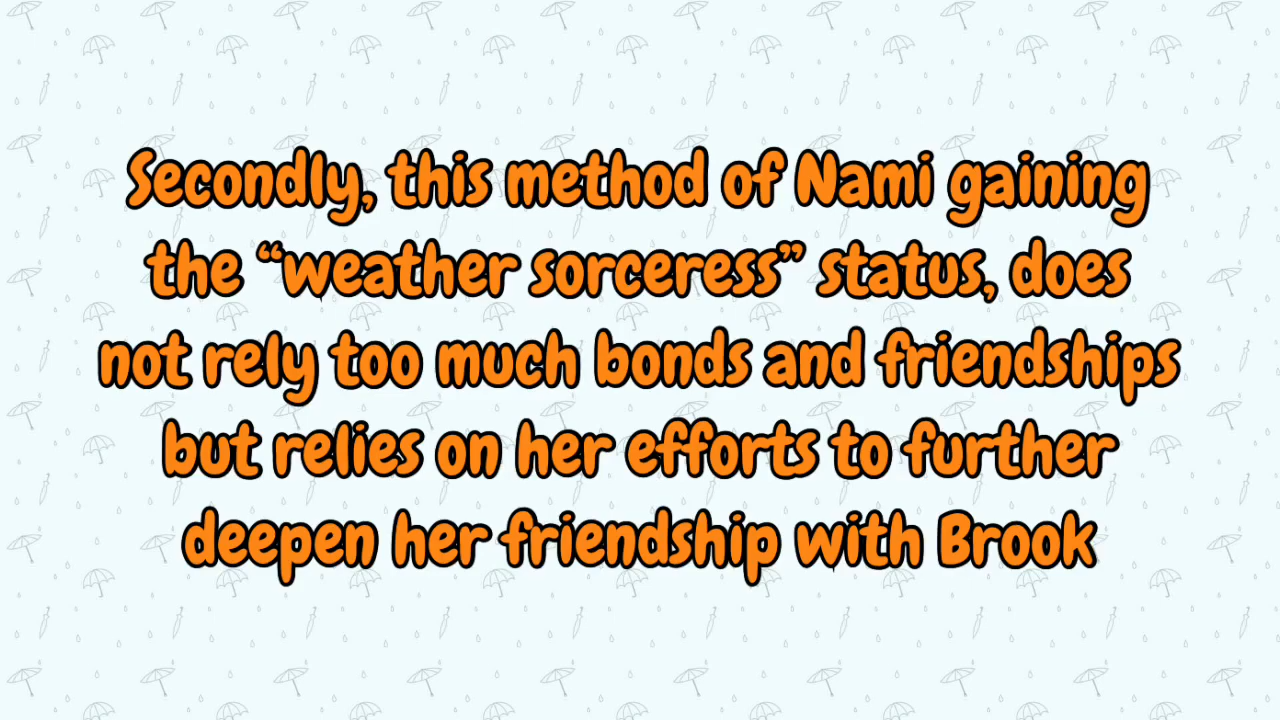 Secondly, this method of Nami gaining
the “weather sorceress” status, does
not rely too much bonds and friendships
but relies on her efforts to further
deepen her friendship with Brook